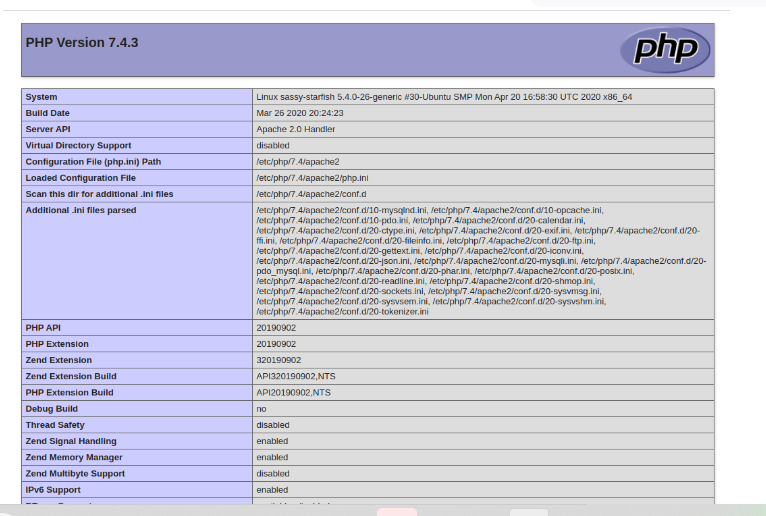 PHP Version 7.4.3
php
System Linux sassy-starfish 5.4.0-26-generic #30-Ubuntu SMP Mon Apr 20 16:58:30 UTC 2020 x86_64
Build Date Mar 26 2020 20:24:23
Server API Apache 2.0 Handler
Virtual Directory Support disabled
Configuration File (php.ini) Path /etc/php/7.4/apache2
Loaded Configuration File /etc/php/7.4/apache2/php.ini
Scan this dir for additional .ini files /etc/php/7.4/apache2/conf.d
Additional .ini files parsed /etc/php/7.4/apache2/conf.d/10-mysqlnd.ini, /etc/php/7.4/apache2/conf.d/10-opcache.ini,
/etc/php/7.4/apache2/conf.d/10-pdo.ini, /etc/php/7.4/apache2/conf.d/20-calendar.ini,
/etc/php/7.4/apache2/conf.d/20-ctype.ini, /etc/php/7.4/apache2/conf.d/20-exif.ini, /etc/php/7.4/apache2/conf.d/20-
ffi.ini, /etc/php/7.4/apache2/conf.d/20-fileinfo.ini, /etc/php/7.4/apache2/conf.d/20-ftp.ini,
/etc/php/7.4/apache2/conf.d/20-gettext.ini, /etc/php/7.4/apache2/conf.d/20-iconv.ini,
/etc/php/7.4/apache2/conf.d/20-json.ini, /etc/php/7.4/apache2/conf.d/20-mysqli.ini, /etc/php/7.4/apache2/conf.d/20-
pdo_mysql.ini, /etc/php/7.4/apache2/conf.d/20-phar.ini, /etc/php/7.4/apache2/conf.d/20-posix.ini,
/etc/php/7.4/apache2/conf.d/20-readline.ini, /etc/php/7.4/apache2/conf.d/20-shmop.ini,
/etc/php/7.4/apache2/conf.d/20-sockets.ini, /etc/php/7.4/apache2/conf.d/20-sysvmsg.ini,
/etc/php/7.4/apache2/conf.d/20-sysvsem.ini, /etc/php/7.4/apache2/conf.d/20-sysvshm.ini,
/etc/php/7.4/apache2/conf.d/20-tokenizer.ini
PHP API 20190902
PHP Extension 20190902
Zend Extension 320190902
Zend Extension Build API320190902,NTS
PHP Extension Build API20190902,NTS
Debug Build no
Thread Safety disabled
Zend Signal Handling enabled
Zend Memory Manager enabled
Zend Multibyte Support disabled
IPv6 Support enabled